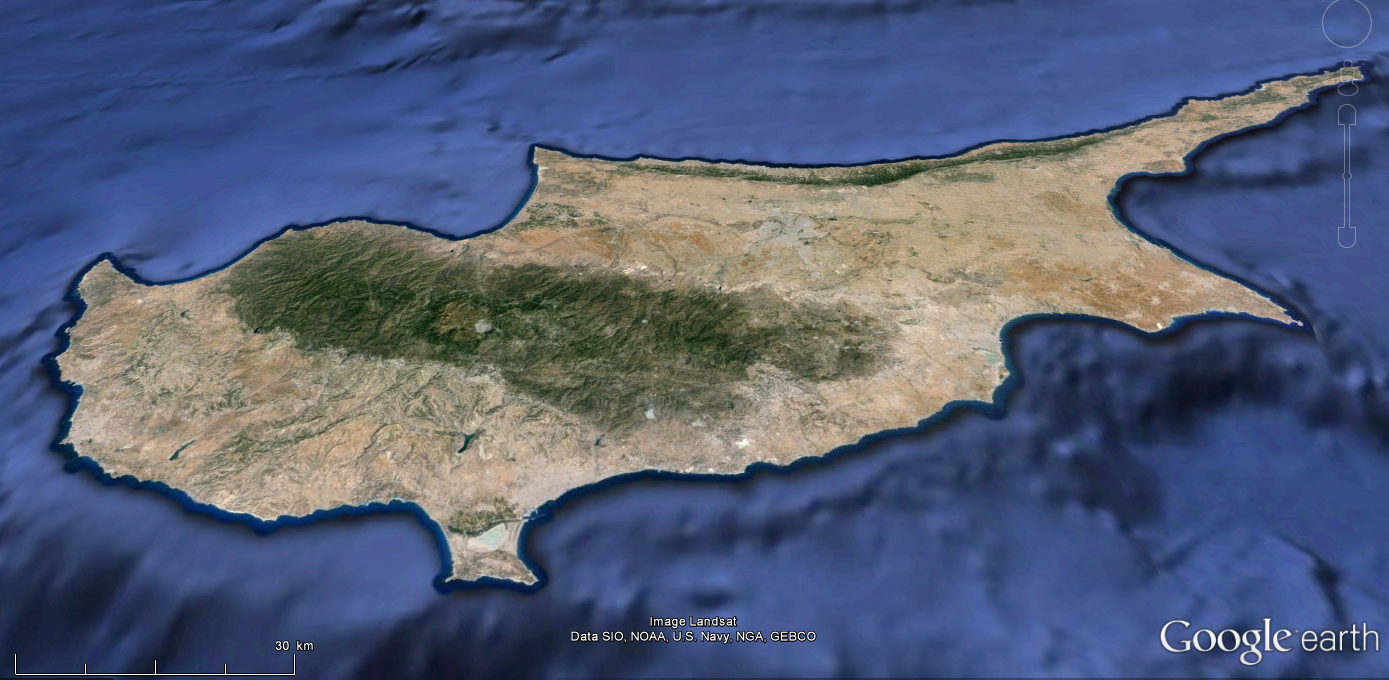 30 km
Image Landsat
Data SIO, NOAA, U.S. Navy, NGA, GEBCO
Google earth